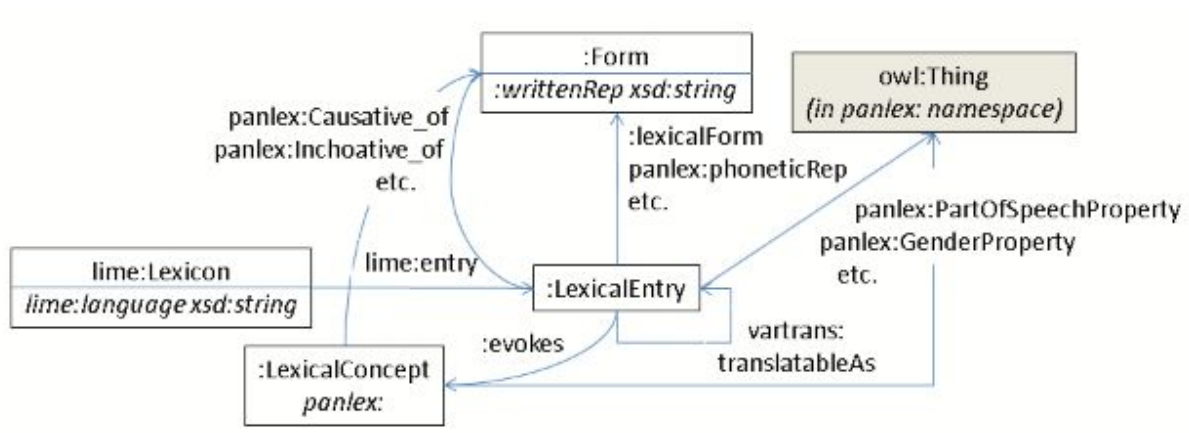 :Form
:writtenRep xsd:string
owl:Thing
(in panlex: namespace)
panlex:Causative_of
panlex:Inchoative_of
etc.
:lexicalForm
panlex:phoneticRep
etc.
panlex:PartOfSpeechProperty
panlex:GenderProperty
etc.
lime:Lexicon
lime:language xsd:string
lime:entry
:LexicalEntry
:evokes
vartrans:
translatableAs
:LexicalConcept
panlex: